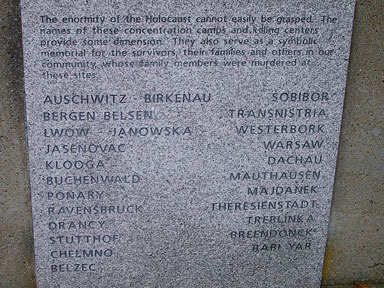 The enormity of the Holocaust cannot easily be grasped. The
names of these concentration camps and killing centers
provide some dimension. They also serve as a symbolic
memorial for the survivors, their families and others in our
community, whose family members were murdered at
these sites.
AUSCHWITZ - BIRKENAU
BERGEN BELSEN
LWOW - JANOWSKA
JASENOVAC
KLOOGA
BUCHENWALD
PONARY
RAVENSBRUCK
DRANCY
STUTTHOF
CHELMNO
BELZEC
SOBIBOR
TRANSNISTRIA
WESTERBORK
WARSAW
DACHAU
MAUTHAUSEN
MAJDANEK
THERESIENSTADT
TREBLINKA
BREENDONCK
BABI YAR